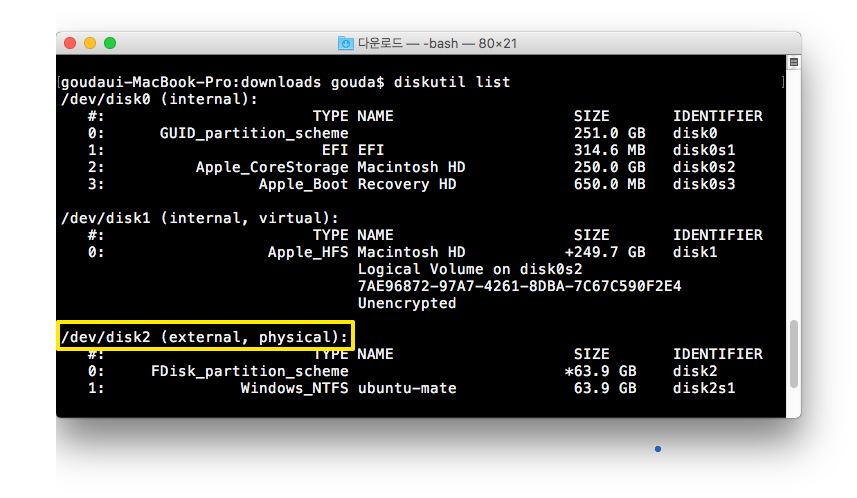 다운로드 — -bash — 80×21
goudaui-MacBook-Pro:downloads gouda$ diskutil list
/dev/disk0 (internal):
#: TYPE NAME SIZE IDENTIFIER
0: GUID_partition_scheme 251.0 GB disk0
1: EFI EFI 314.6 MB disk0s1
2: Apple_CoreStorage Macintosh HD 250.0 GB disk0s2
3: Apple_Boot Recovery HD 650.0 MB disk0s3
/dev/disk1 (internal, virtual):
#: TYPE NAME SIZE IDENTIFIER
0: Apple_HFS Macintosh HD +249.7 GB disk1
Logical Volume on disk0s2
7AE96872-97A7-4261-8DBA-7C67C590F2E4
Unencrypted
/dev/disk2 (external, physical):
#: TYPE NAME SIZE IDENTIFIER
0: FDisk_partition_scheme *63.9 GB disk2
1: Windows_NTFS ubuntu-mate 63.9 GB disk2s1